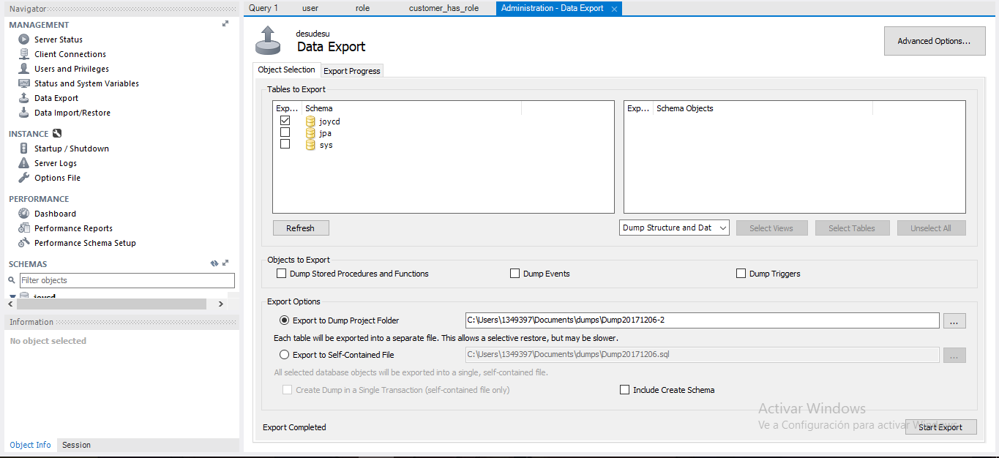 Navigator
MANAGEMENT
Server Status
Client Connections
Users and Privileges
Status and System Variables
Data Export
Data Import/Restore
INSTANCE
Startup / Shutdown
Server Logs
Options File
PERFORMANCE
Dashboard
Performance Reports
Performance Schema Setup
SCHEMAS
Filter objects
joycd
Information
No object selected
Object Info Session
Query 1 user role customer_has_role Administration - Data Export
desudesu
Data Export
Advanced Options...
Object Selection Export Progress
Tables to Export
Exp... Schema
joycd
jpa
sys
Exp... Schema Objects
Refresh
Dump Structure and Dat Select Views Select Tables Unselect All
Objects to Export
Dump Stored Procedures and Functions Dump Events Dump Triggers
Export Options
Export to Dump Project Folder C:\Users\1349397\Documents\dumps\Dump20171206-2 ...
Each table will be exported into a separate file. This allows a selective restore, but may be slower.
Export to Self-Contained File C:\Users\1349397\Documents\dumps\Dump20171206.sql ...
All selected database objects will be exported into a single, self-contained file.
Create Dump in a Single Transaction (self-contained file only) Include Create Schema
Activar Windows
Ve a Configuración para activar Windows.
Export Completed Start Export